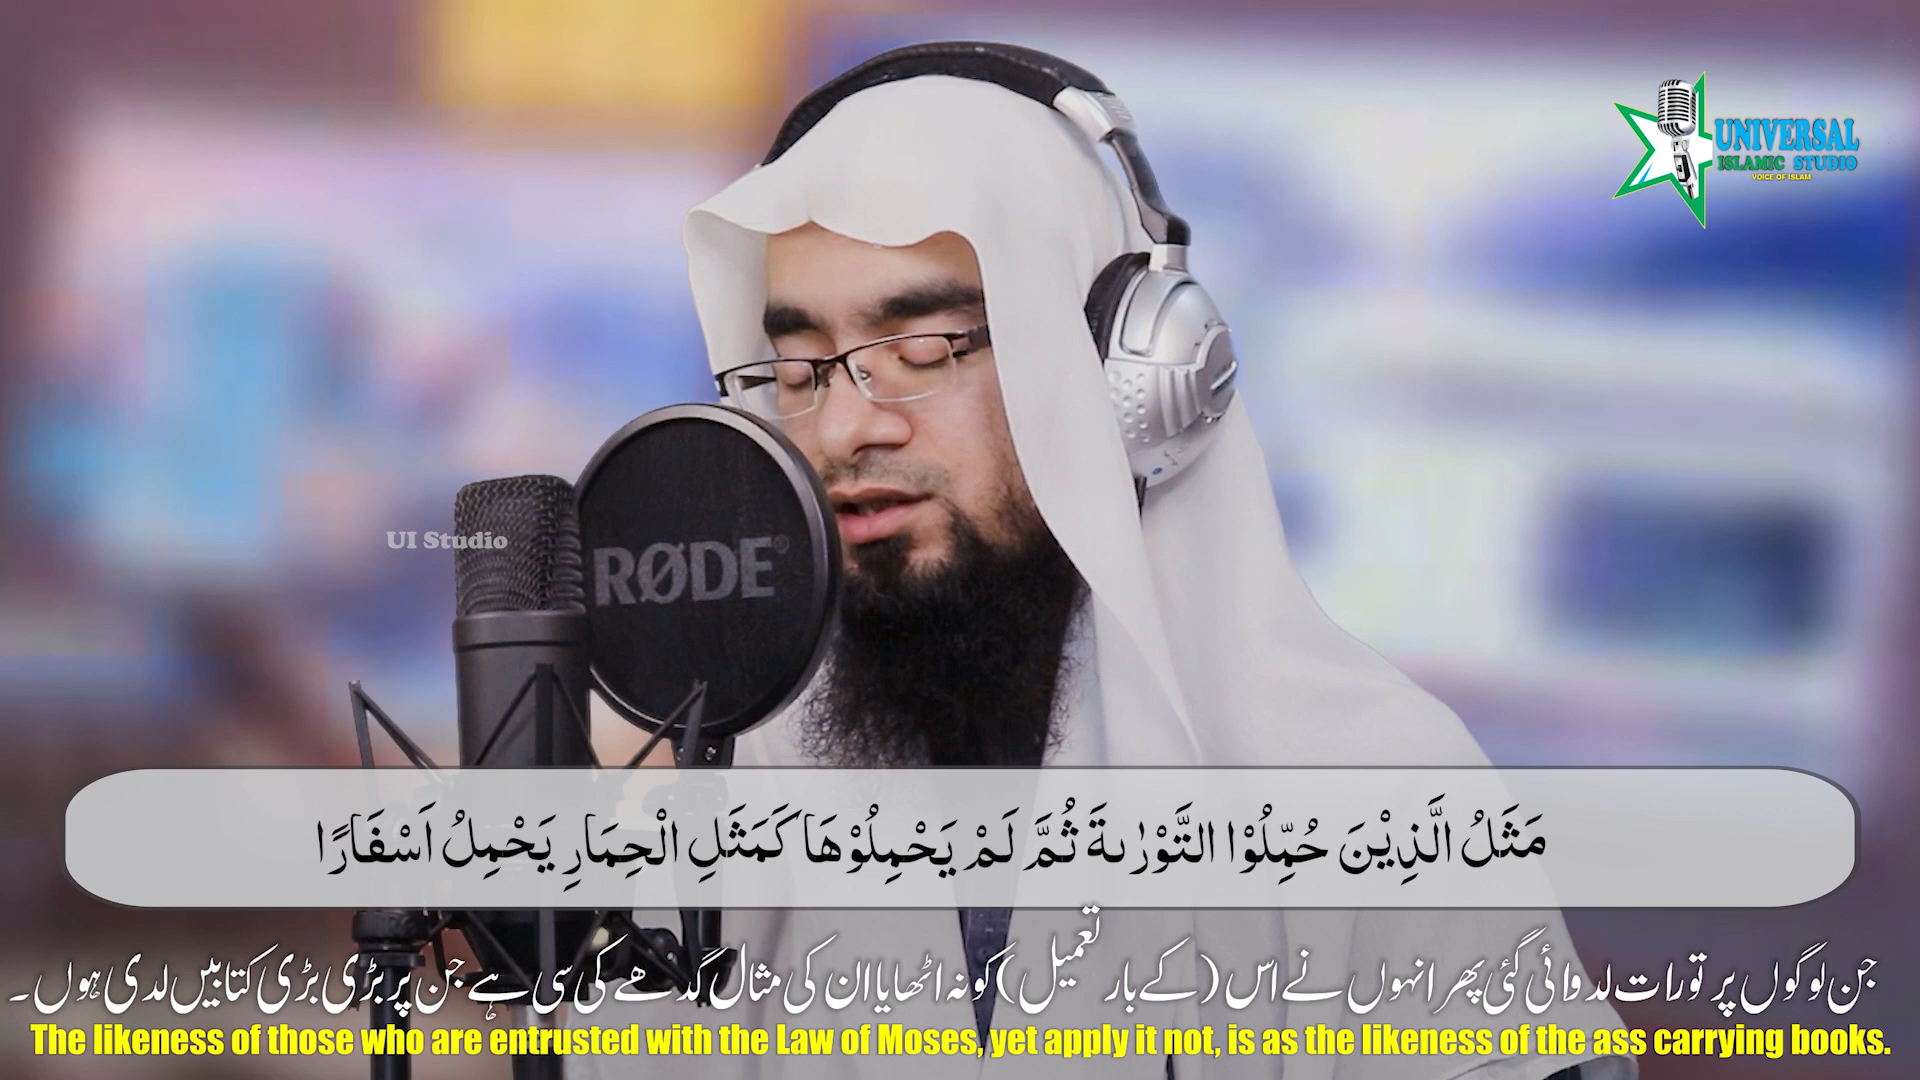 UNIVERSAL
ISLAMIC STUDIO
VOICE OF ISLAM
UI Studio
RØDE®
مَثَلُ الَّذِيْنَ حُمِّلُوْا التَّوْرٰىةَ ثُمَّ لَمْ يَحْمِلُوْهَا كَمَثَلِ الْحِمَارِ يَحْمِلُ اَسْفَارًا
جن لوگوں پر تورات لدوائی گئی پھر انہوں نے اس (کے بار تعمیل) کو نہ اٹھایا ان کی مثال گدھے کی سی ہے جن پر بڑی بڑی کتابیں لدی ہوں۔
The likeness of those who are entrusted with the Law of Moses, yet apply it not, is as the likeness of the ass carrying books.